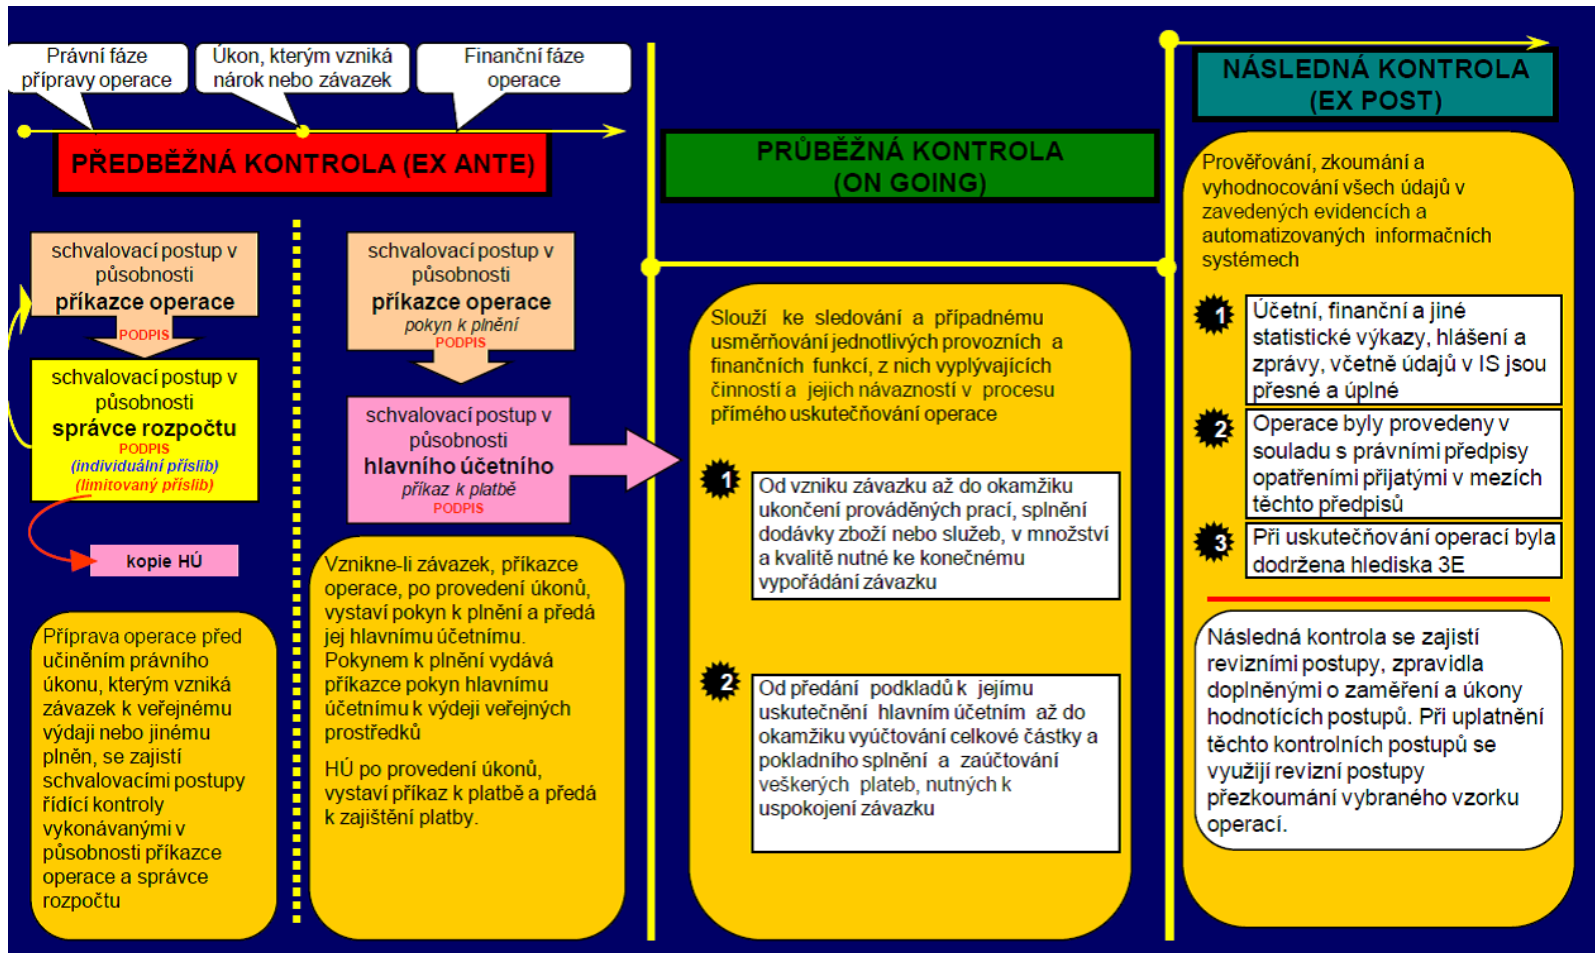 Právní fáze
přípravy operace
Úkon, kterým vzniká
nárok nebo závazek
Finanční fáze
operace
PŘEDBĚŽNÁ KONTROLA (EX ANTE)
schvalovací postup v
působnosti
příkazce operace
PODPIS
schvalovací postup v
působnosti
správce rozpočtu
PODPIS
(individuální příslib)
(limitovaný příslib)
kopie HÚ
Příprava operace před
učiněním právního
úkonu, kterým vzniká
závazek k veřejnému
výdaji nebo jinému
plněn, se zajistí
schvalovacími postupy
řídící kontroly
vykonávanými v
působnosti příkazce
operace a správce
rozpočtu
schvalovací postup v
působnosti
příkazce operace
pokyn k plnění
PODPIS
schvalovací postup v
působnosti
hlavního účetního
příkaz k platbě
PODPIS
Vznikne-li závazek, příkazce
operace, po provedení úkonů,
vystaví pokyn k plnění a předá
jej hlavnímu účetnímu.
Pokynem k plnění vydává
příkazce pokyn hlavnímu
účetnímu k výdeji veřejných
prostředků
HÚ po provedení úkonů,
vystaví příkaz k platbě a předá
k zajištění platby.
PRŮBĚŽNÁ KONTROLA
(ON GOING)
Slouží ke sledování a případnému
usměrňování jednotlivých provozních a
finančních funkcí, z nich vyplývajících
činností a jejich návazností v procesu
přímého uskutečňování operace
1
Od vzniku závazku až do okamžiku
ukončení prováděných prací, splnění
dodávky zboží nebo služeb, v množství
a kvalitě nutné ke konečnému
vypořádání závazku
2
Od předání podkladů k jejímu
uskutečnění hlavním účetním až do
okamžiku vyúčtování celkové částky a
pokladního splnění a zaúčtování
veškerých plateb, nutných k
uspokojení závazku
NÁSLEDNÁ KONTROLA
(EX POST)
Prověřování, zkoumání a
vyhodnocování všech údajů v
zavedených evidencích a
automatizovaných informačních
systémech
1
Účetní, finanční a jiné
statistické výkazy, hlášení a
zprávy, včetně údajů v IS jsou
přesné a úplné
2
Operace byly provedeny v
souladu s právními předpisy
opatřeními přijatými v mezích
těchto předpisů
3
Při uskutečňování operací byla
dodržena hlediska 3E
Následná kontrola se zajistí
revizními postupy, zpravidla
doplněnými o zaměření a úkony
hodnotících postupů. Při uplatnění
těchto kontrolních postupů se
využijí revizní postupy
přezkoumání vybraného vzorku
operací.